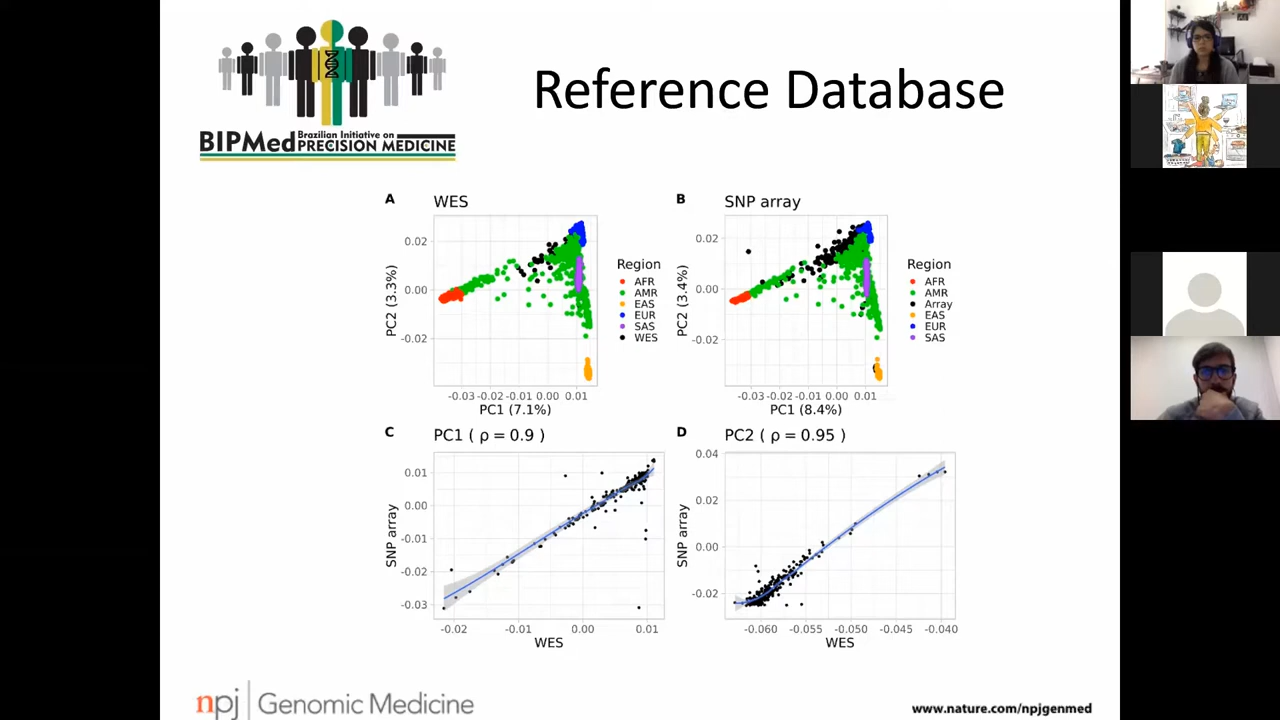 BIPMed Brazilian Initiative on
PRECISION MEDICINE
Reference Database
A WES
0.02
0.00
-0.02
PC2 (3.3%)
-0.03 -0.02 -0.01 0.00 0.01
PC1 (7.1%)
Region
AFR
AMR
EAS
EUR
SAS
WES
B SNP array
0.02
0.00
-0.02
PC2 (3.4%)
-0.03 -0.02 -0.01 0.00 0.01
PC1 (8.4%)
Region
AFR
AMR
Array
EAS
EUR
SAS
C PC1 ( ρ = 0.9 )
0.01
0.00
-0.01
-0.02
-0.03
SNP array
-0.02 -0.01 0.00 0.01
WES
D PC2 ( ρ = 0.95 )
0.04
0.02
0.00
-0.02
SNP array
-0.060 -0.055 -0.050 -0.045 -0.040
WES
npj Genomic Medicine
www.nature.com/npjgenmed